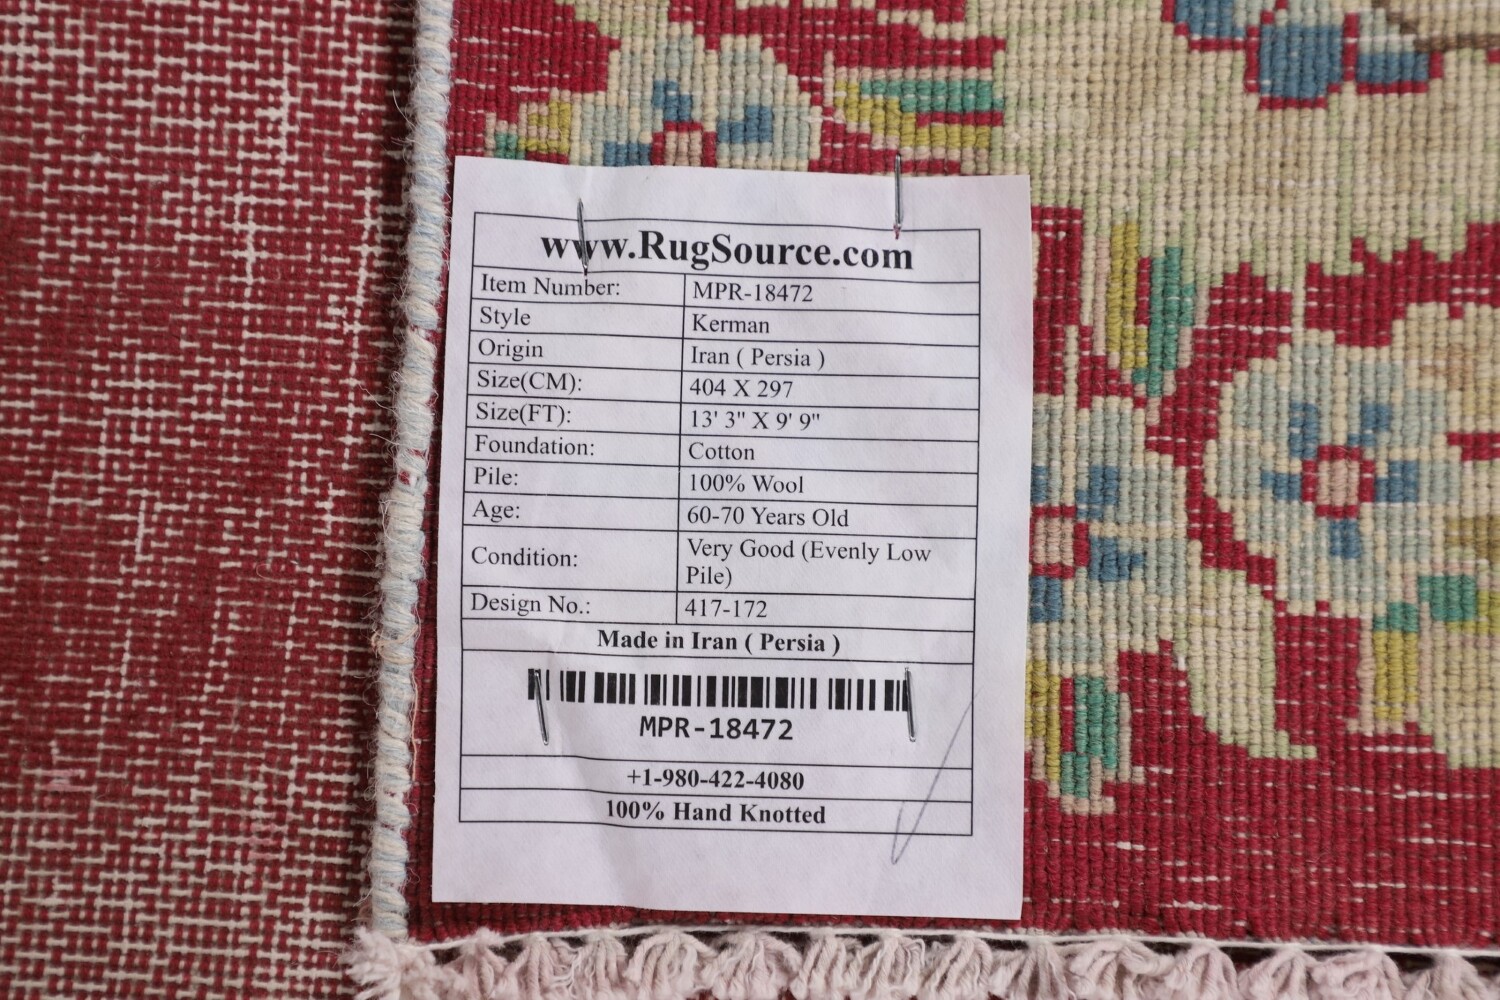 www.RugSource.com
Item Number: MPR-18472
Style Kerman
Origin Iran ( Persia )
Size(CM): 404 X 297
Size(FT): 13' 3" X 9' 9"
Foundation: Cotton
Pile: 100% Wool
Age: 60-70 Years Old
Condition: Very Good (Evenly Low
Pile)
Design No.: 417-172
Made in Iran ( Persia )
MPR-18472
+1-980-422-4080
100% Hand Knotted